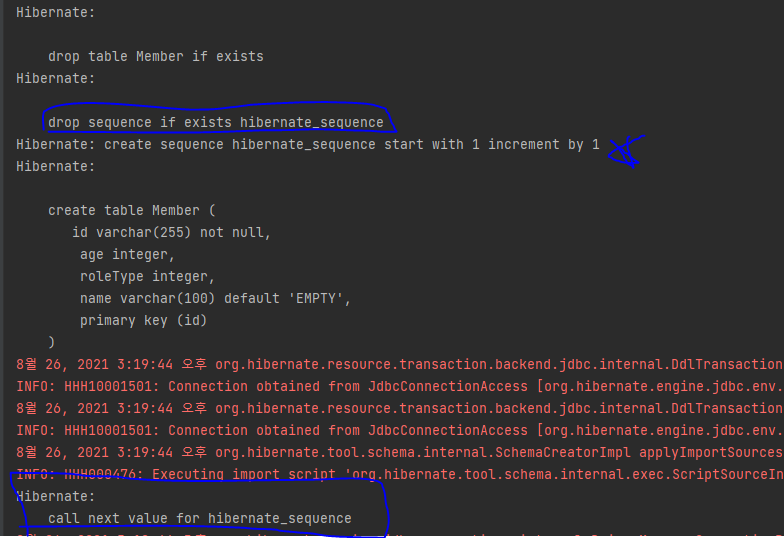 Hibernate:
drop table Member if exists
Hibernate:
drop sequence if exists hibernate_sequence
Hibernate: create sequence hibernate_sequence start with 1 increment by 1
Hibernate:
create table Member (
id varchar(255) not null,
age integer,
roleType integer,
name varchar(100) default 'EMPTY',
primary key (id)
)
8월 26, 2021 3:19:44 오후 org.hibernate.resource.transaction.backend.jdbc.internal.DdlTransaction
INFO: HHH10001501: Connection obtained from JdbcConnectionAccess [org.hibernate.engine.jdbc.env.
8월 26, 2021 3:19:44 오후 org.hibernate.resource.transaction.backend.jdbc.internal.DdlTransaction
INFO: HHH10001501: Connection obtained from JdbcConnectionAccess [org.hibernate.engine.jdbc.env.
8월 26, 2021 3:19:44 오후 org.hibernate.tool.schema.internal.SchemaCreatorImpl applyImportSources
INFO: HHH000476: Executing import script 'org.hibernate.tool.schema.internal.exec.ScriptSourceIn
Hibernate:
call next value for hibernate_sequence